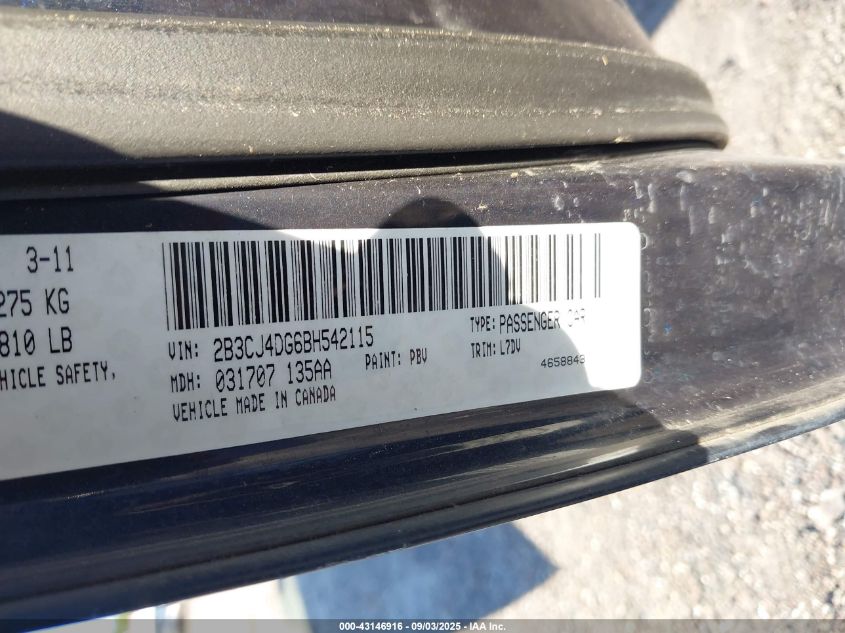 3-11
275 KG
810 LB
HICLE SAFETY,
VIN: 2B3CJ4DG6BH542115
TYPE: PASSENGER CAR
MDH: 031707 135AA
PAINT: PBV
TRIM: L7DV
VEHICLE MADE IN CANADA
000-43146916 - 09/03/2025 - IAA Inc.